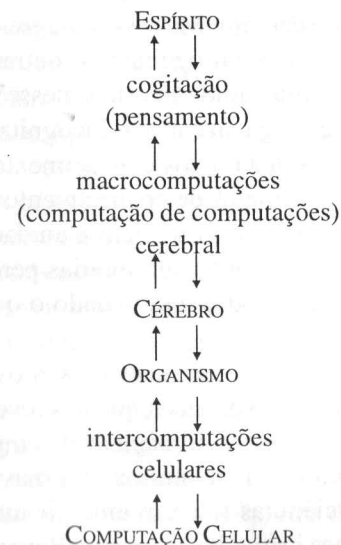 ESPÍRITO
cogitação
(pensamento)
macrocomputações
(computação de computações)
cerebral
CÉREBRO
ORGANISMO
intercomputações
celulares
COMPUTAÇÃO CELULAR